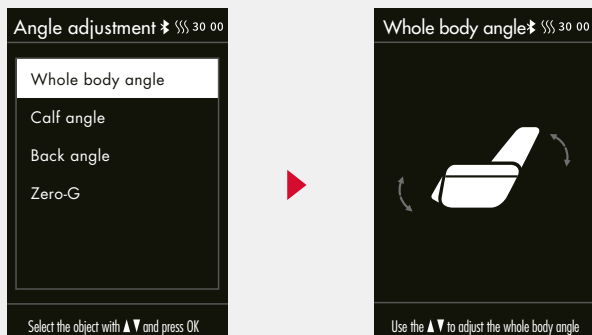 Angle adjustment 30 00
Whole body angle
Calf angle
Back angle
Zero-G
Select the object with ▲▼ and press OK
Whole body angle 30 00
Use the ▲▼ to adjust the whole body angle